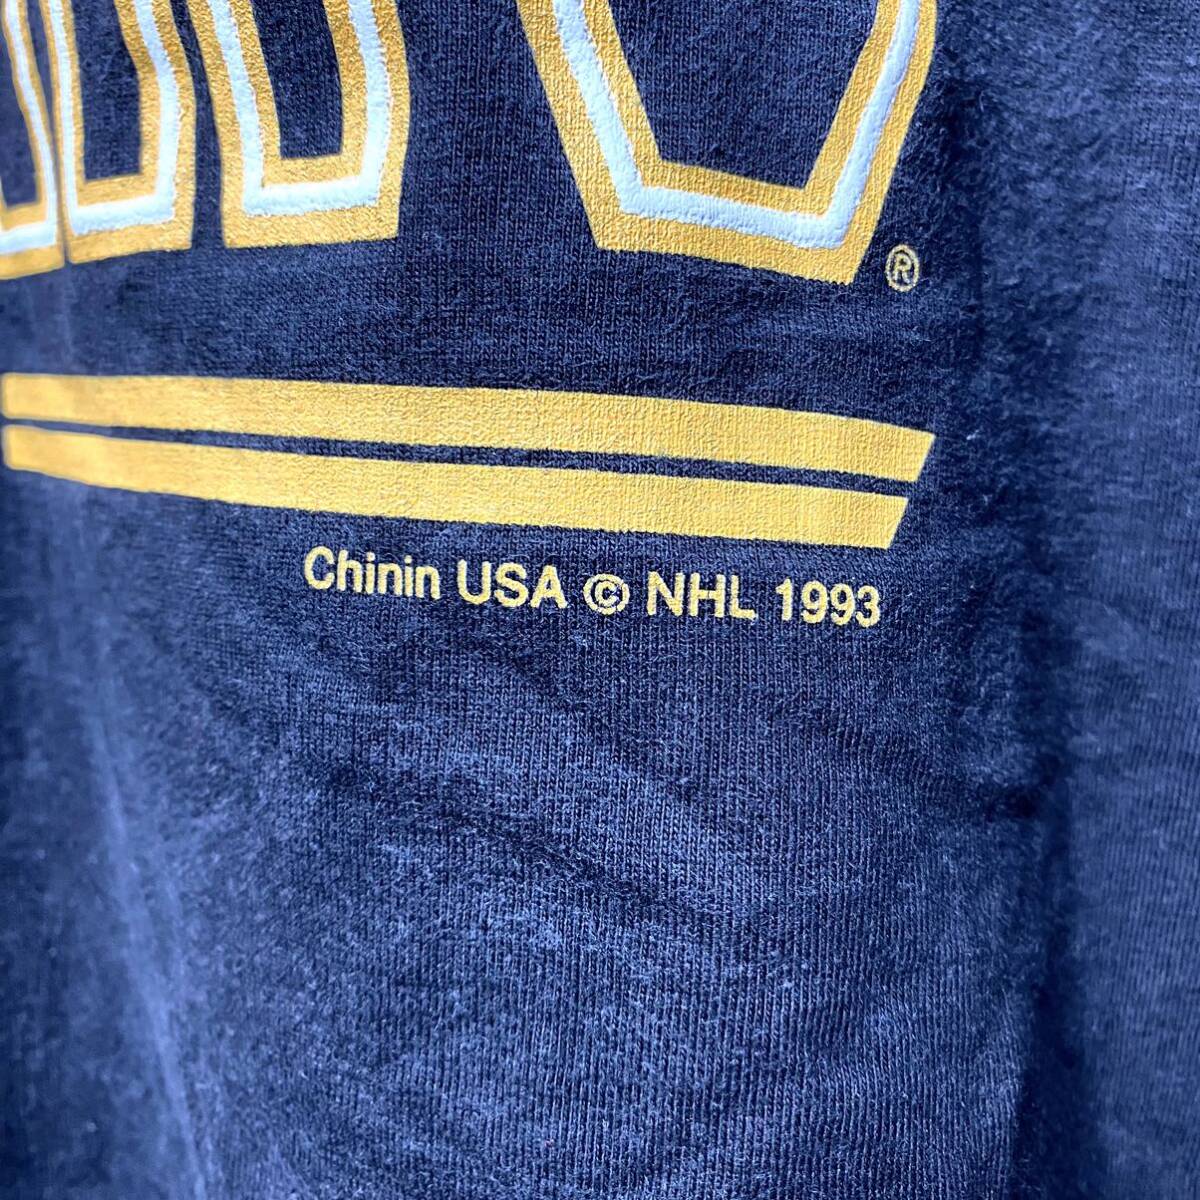 ®
Chinin USA © NHL 1993